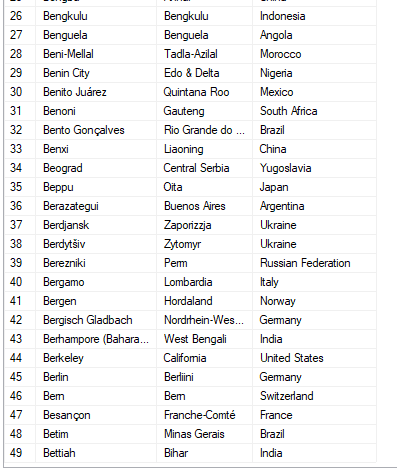 26 Bengkulu Bengkulu Indonesia
27 Benguela Benguela Angola
28 Beni-Mellal Tadla-Azilal Morocco
29 Benin City Edo & Delta Nigeria
30 Benito Juárez Quintana Roo Mexico
31 Benoni Gauteng South Africa
32 Bento Gonçalves Rio Grande do ... Brazil
33 Benxi Liaoning China
34 Beograd Central Serbia Yugoslavia
35 Beppu Oita Japan
36 Berazategui Buenos Aires Argentina
37 Berdjansk Zaporizzja Ukraine
38 Berdytšiv Zytomyr Ukraine
39 Berezniki Perm Russian Federation
40 Bergamo Lombardia Italy
41 Bergen Hordaland Norway
42 Bergisch Gladbach Nordrhein-Wes... Germany
43 Berhampore (Bahara... West Bengali India
44 Berkeley California United States
45 Berlin Berliini Germany
46 Bern Bern Switzerland
47 Besançon Franche-Comté France
48 Betim Minas Gerais Brazil
49 Bettiah Bihar India